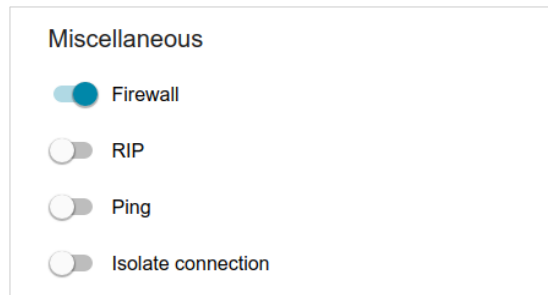 Miscellaneous
Firewall
RIP
Ping
Isolate connection